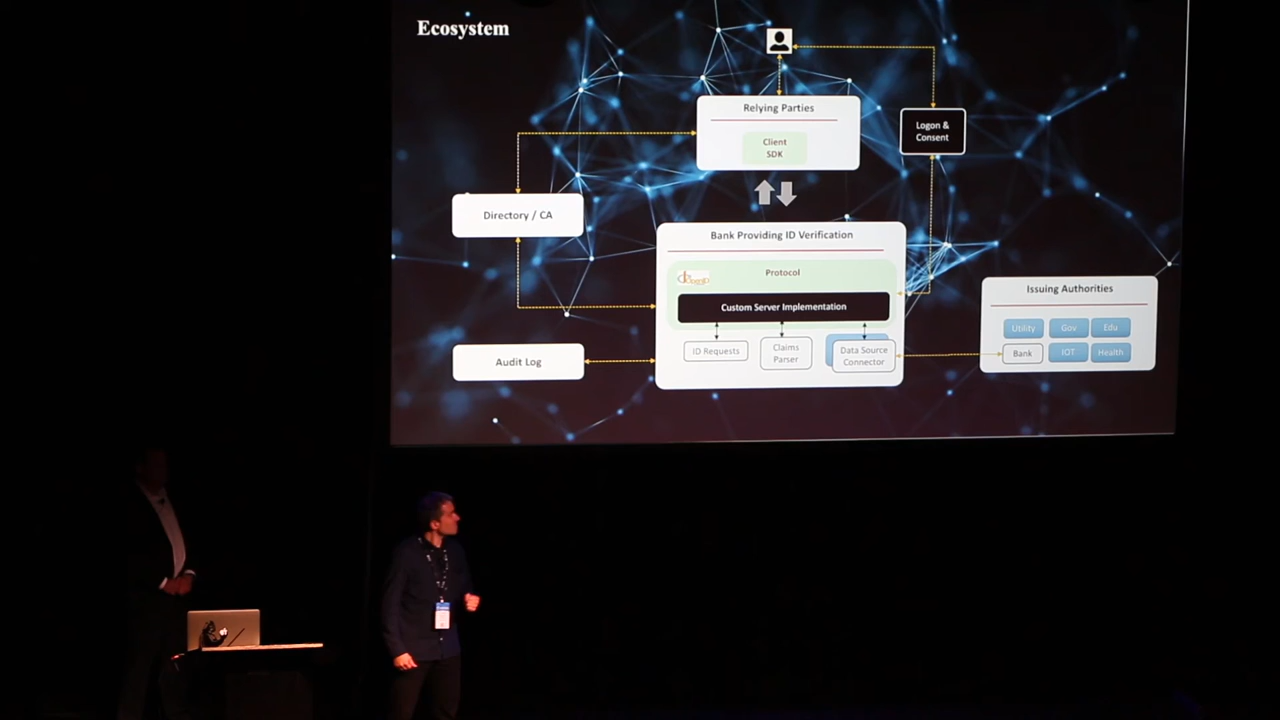 Ecosystem
Relying Parties
Client
SDK
Logon &
Consent
Directory / CA
Bank Providing ID Verification
Protocol
Custom Server Implementation
ID Requests
Claims
Parser
Data Source
Connector
Audit Log
Issuing Authorities
Utility
Gov
Edu
Bank
IOT
Health